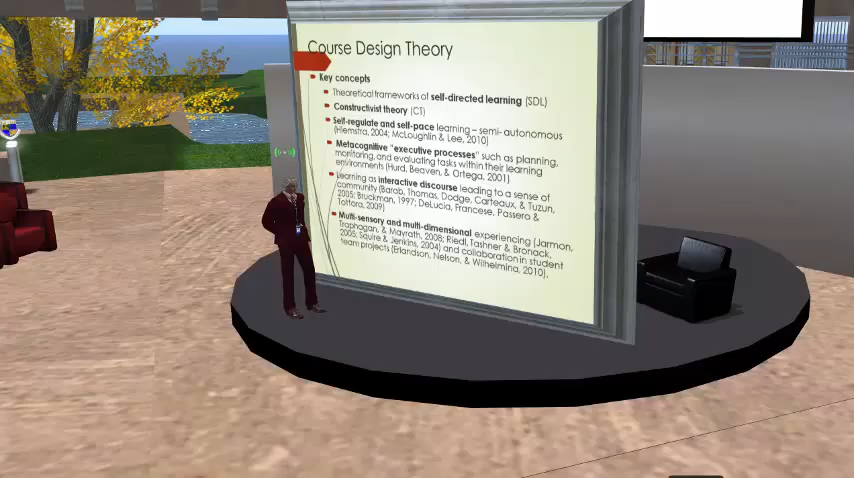 Course Design Theory
Key concepts
Theoretical frameworks of self-directed learning (SDL)
Constructivist theory (CT)
Self-regulate and self-pace learning – semi-autonomous
(Hiemstra, 2004; McLoughlin & Lee, 2010)
Metacognitive "executive processes" such as planning,
monitoring, and evaluating tasks within their learning
environments (Hurd, Beaven, & Ortega, 2001)
Learning as interactive discourse leading to a sense of
community (Barab, Thomas, Dodge, Carteaux, & Tuzun,
2005; Bruckman, 1997; DeLucia, Francese, Passero &
Tottora, 2009)
Multi-sensory and multi-dimensional experiencing (Jarmon,
Traphagan, & Mayrath, 2008; Riedl, Tashner & Bronack,
2005; Squire & Jenkins, 2004) and collaboration in student
team projects (Erlandson, Nelson, & Wilhelmina, 2010),